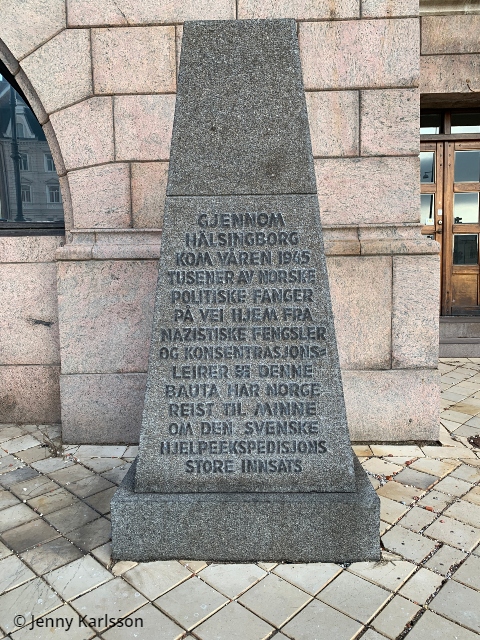 GJENNOM
HÄLSINGBORG
KOM VÅREN 1945
TUSENER AV NORSKE
POLITISKE FANGER
PÅ VEI HJEM FRA
NAZISTISKE FENGSLER
OG KONSENTRASJONS=
LEIRER DENNE
BAUTA HAR NORGE
REIST TIL MINNE
OM DEN SVENSKE
HJELPEEKSPEDISJONS
STORE INNSATS
© Jenny Karlsson